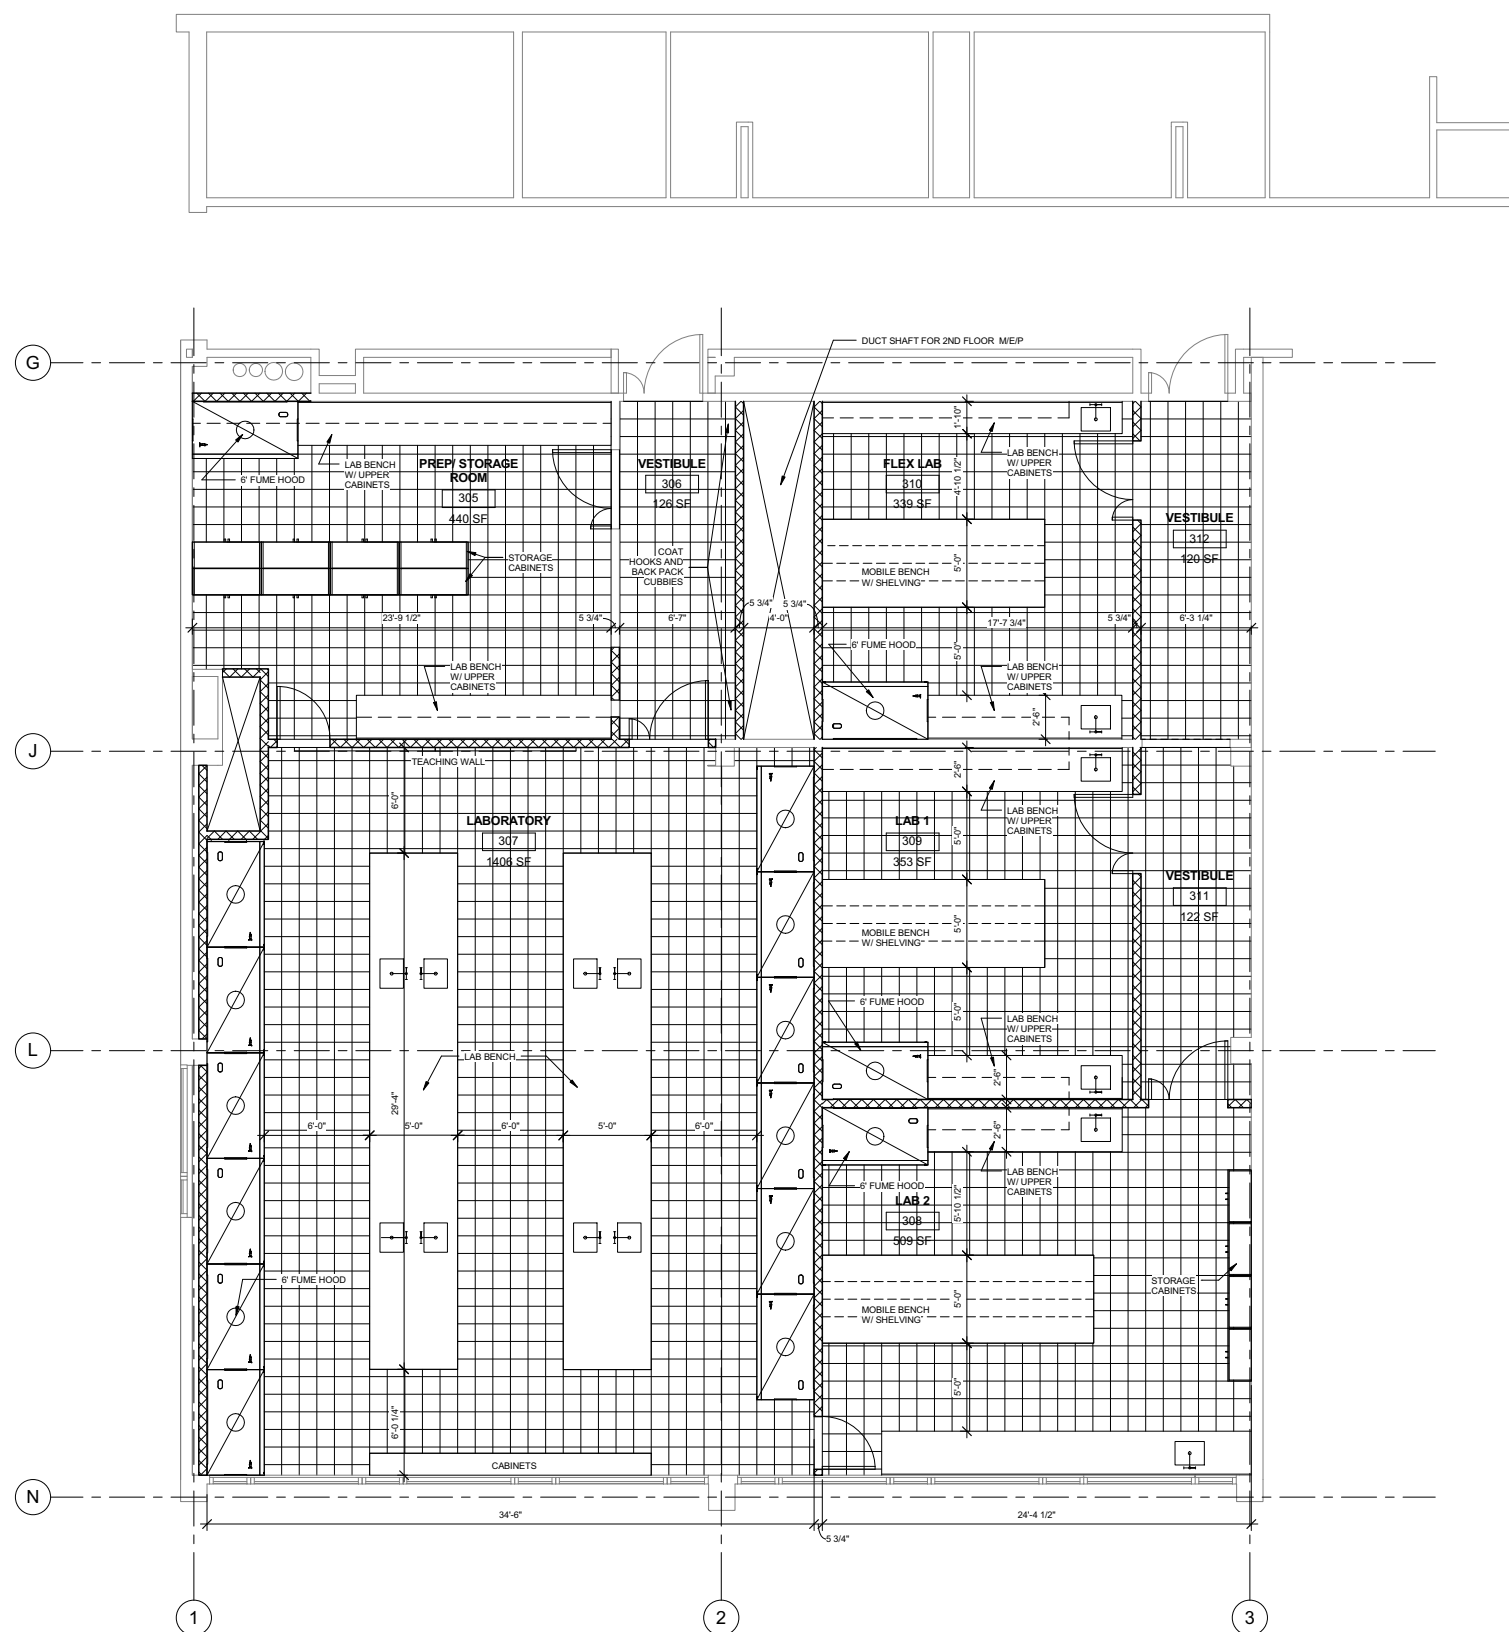 DUCT SHAFT FOR 2ND FLOOR M/E/P
G
1'-10"
LAB BENCH
W/ UPPER
CABINETS
6' FUME HOOD
PREP/ STORAGE
ROOM
305
440 SF
VESTIBULE
306
126 SF
FLEX LAB
310
339 SF
4'-10 1/2"
LAB BENCH
W/ UPPER
CABINETS
VESTIBULE
312
120 SF
STORAGE
CABINETS
COAT
HOOKS AND
BACK PACK
CUBBIES
MOBILE BENCH
W/ SHELVING
5'-0"
23'-9 1/2"
5 3/4"
6'-7"
5 3/4"
4'-0"
5 3/4"
17'-7 3/4"
5 3/4"
6'-3 1/4"
6' FUME HOOD
5'-0"
LAB BENCH
W/ UPPER
CABINETS
LAB BENCH
W/ UPPER
CABINETS
2'-6"
J
TEACHING WALL
6'-0"
LABORATORY
307
1406 SF
2'-6"
LAB BENCH
W/ UPPER
CABINETS
LAB 1
309
353 SF
5'-0"
VESTIBULE
311
122 SF
MOBILE BENCH
W/ SHELVING
5'-0"
6' FUME HOOD
5'-0"
LAB BENCH
W/ UPPER
CABINETS
L
LAB BENCH
29'-4"
2'-6"
6'-0"
5'-0"
6'-0"
5'-0"
6'-0"
2'-6"
LAB BENCH
W/ UPPER
CABINETS
6' FUME HOOD
LAB 2
308
509 SF
5'-10 1/2"
6' FUME HOOD
STORAGE
CABINETS
MOBILE BENCH
W/ SHELVING
5'-0"
5'-0"
6'-0 1/4"
CABINETS
N
34'-6"
24'-4 1/2"
5 3/4"
1
2
3